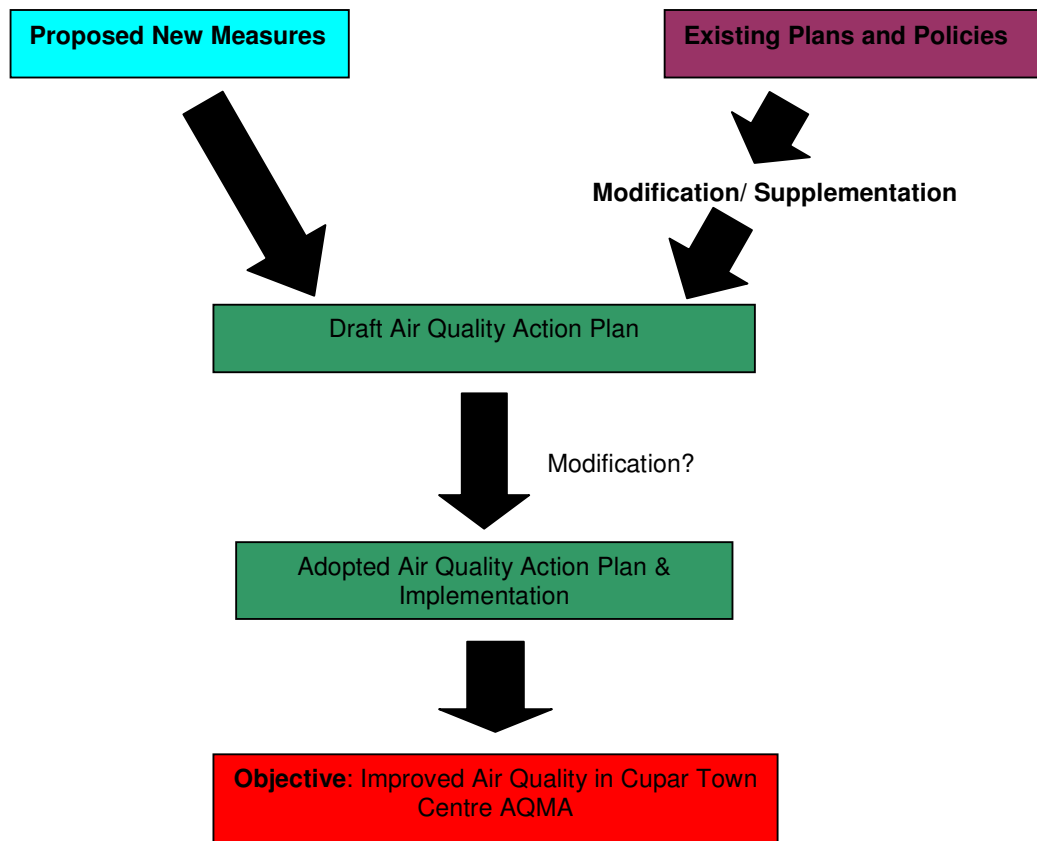 Proposed New Measures
Existing Plans and Policies
Modification/ Supplementation
Draft Air Quality Action Plan
Modification?
Adopted Air Quality Action Plan &
Implementation
Objective: Improved Air Quality in Cupar Town
Centre AQMA